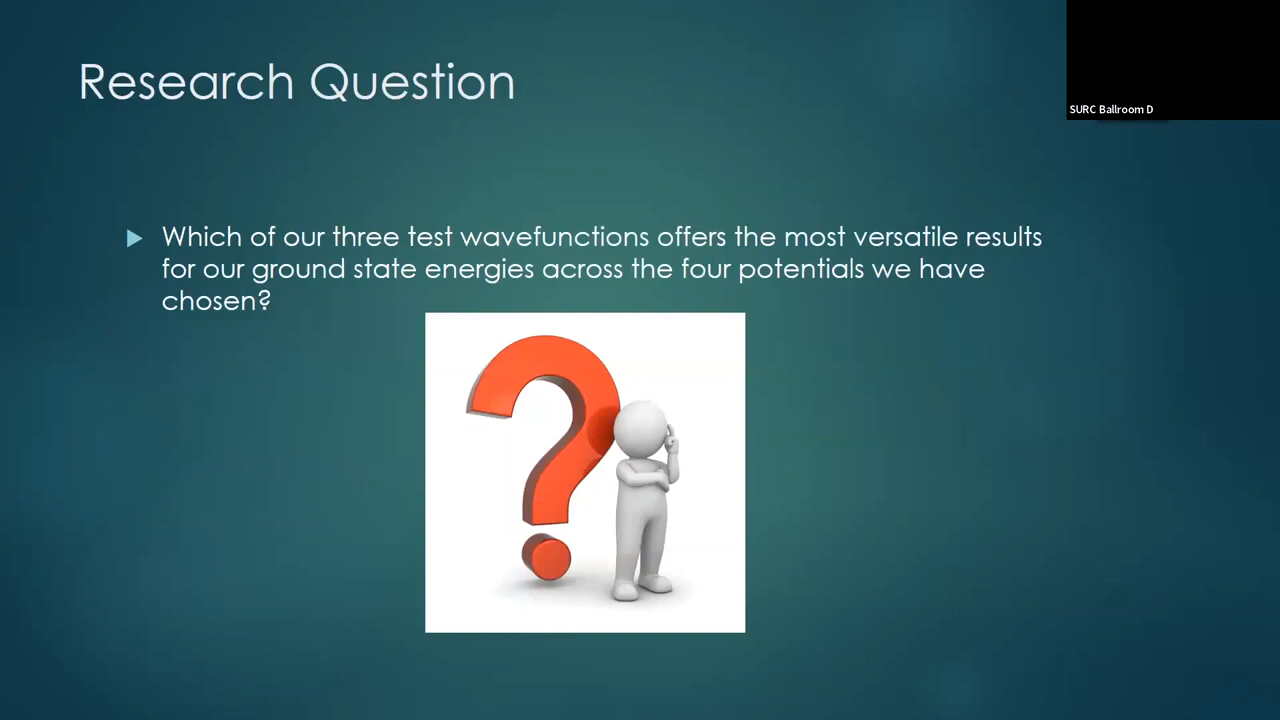 Research Question
SURC Ballroom D
Which of our three test wavefunctions offers the most versatile results
for our ground state energies across the four potentials we have
chosen?